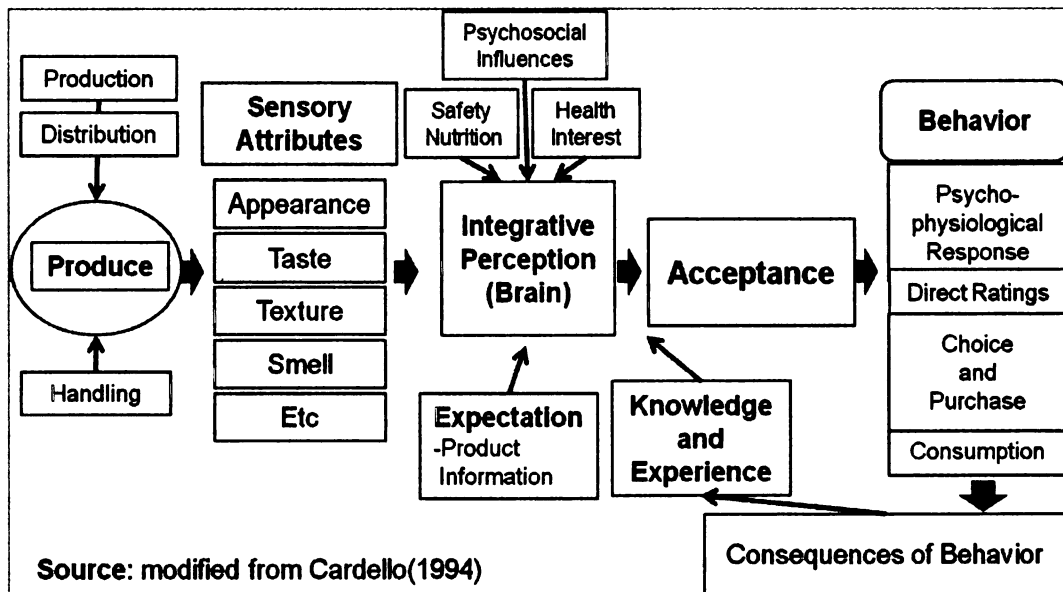 Production
Distribution
Produce
Handling
Sensory
Attributes
Appearance
Taste
Texture
Smell
Etc
Psychosocial
Influences
Safety
Nutrition
Health
Interest
Integrative
Perception
(Brain)
Expectation
-Product
Information
Acceptance
Knowledge
and
Experience
Behavior
Psycho-
physiological
Response
Direct Ratings
Choice
and
Purchase
Consumption
Consequences of Behavior
Source: modified from Cardello(1994)